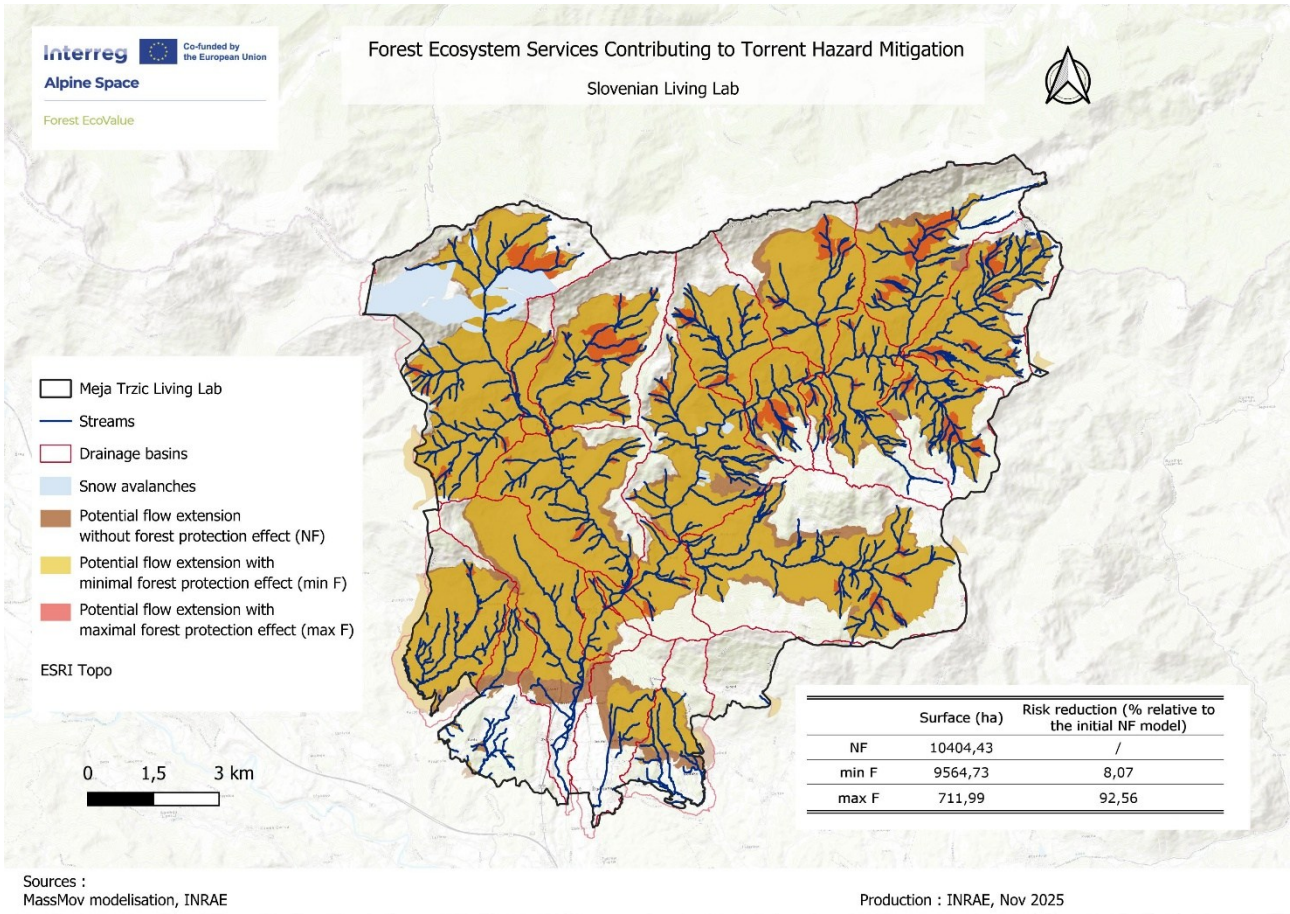 Interreg
Co-funded by
the European Union
Alpine Space
Forest EcoValue
Forest Ecosystem Services Contributing to Torrent Hazard Mitigation
Slovenian Living Lab
Meja Trzic Living Lab
Streams
Drainage basins
Snow avalanches
Potential flow extension
without forest protection effect (NF)
Potential flow extension with
minimal forest protection effect (min F)
Potential flow extension with
maximal forest protection effect (max F)
ESRI Topo
0 1,5 3 km
Surface (ha) Risk reduction (% relative to
the initial NF model)
NF 10404,43 /
min F 9564,73 8,07
max F 711,99 92,56
Sources :
MassMov modelisation, INRAE
Production : INRAE, Nov 2025